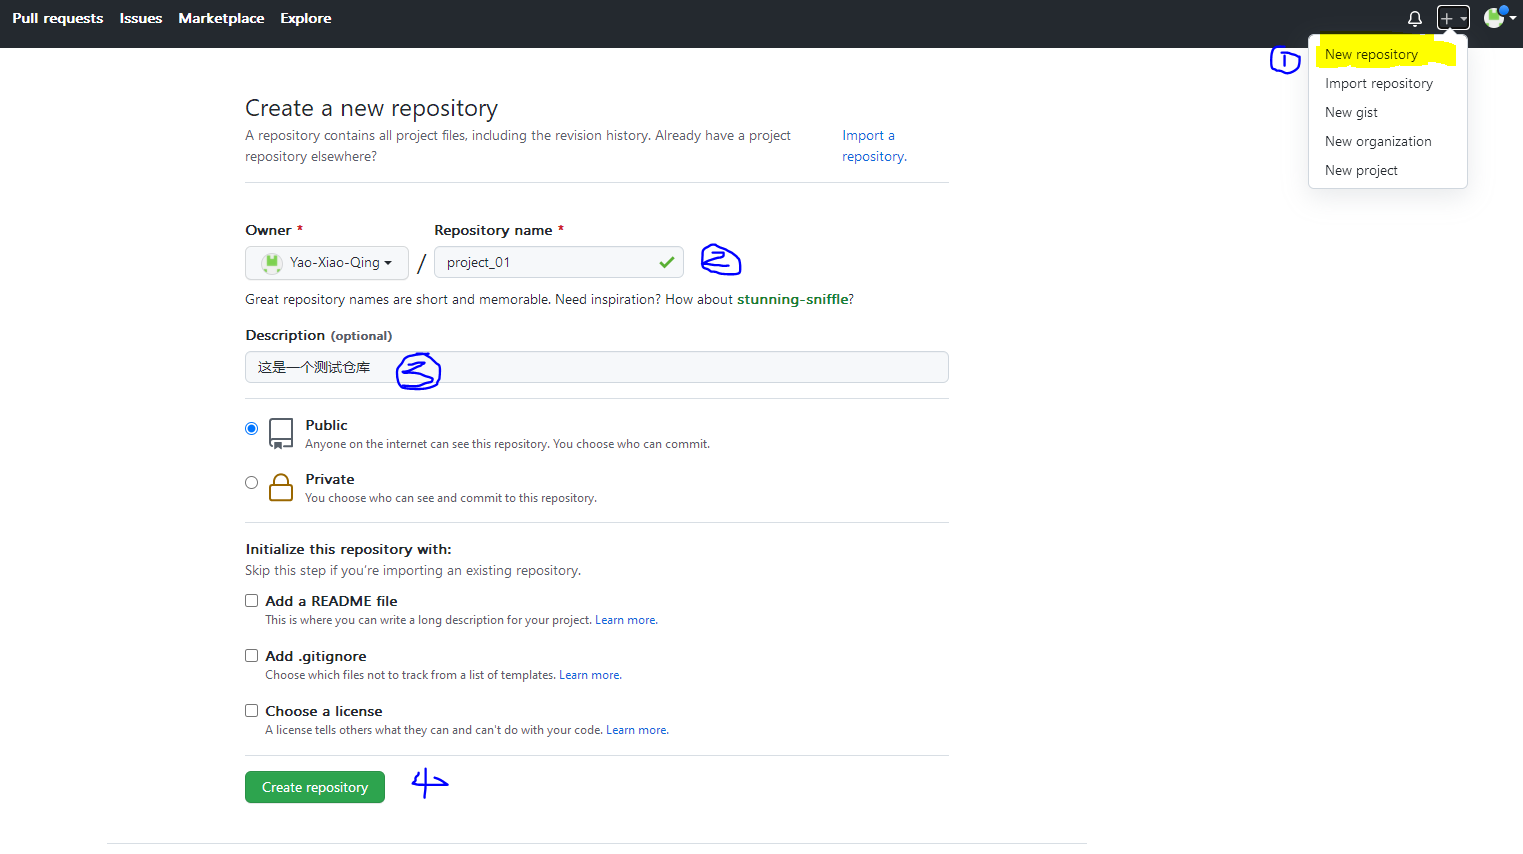 Pull requests Issues Marketplace Explore
① New repository
Import repository
New gist
New organization
New project
Create a new repository
A repository contains all project files, including the revision history. Already have a project
repository elsewhere?
Import a
repository.
Owner * Repository name *
Yao-Xiao-Qing / project_01 ②
Great repository names are short and memorable. Need inspiration? How about stunning-sniffle?
Description (optional)
这是一个测试仓库 ③
Public
Anyone on the internet can see this repository. You choose who can commit.
Private
You choose who can see and commit to this repository.
Initialize this repository with:
Skip this step if you're importing an existing repository.
Add a README file
This is where you can write a long description for your project. Learn more.
Add .gitignore
Choose which files not to track from a list of templates. Learn more.
Choose a license
A license tells others what they can and can't do with your code. Learn more.
Create repository 4